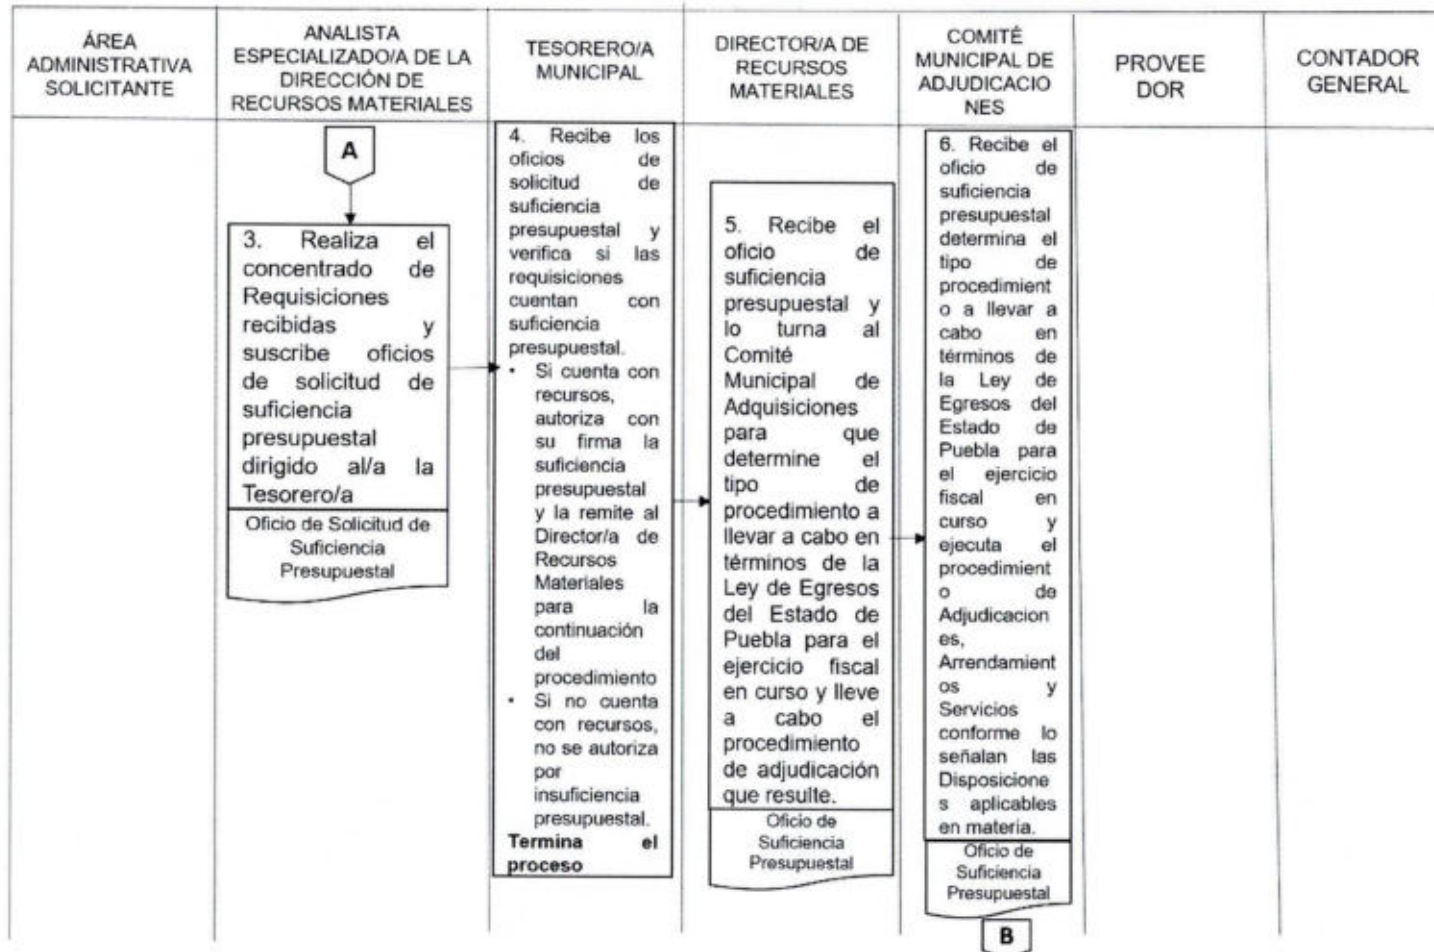 ÁREA
ADMINISTRATIVA
SOLICITANTE
ANALISTA
ESPECIALIZADO/A DE LA
DIRECCIÓN DE
RECURSOS MATERIALES
TESORERO/A
MUNICIPAL
DIRECTOR/A DE
RECURSOS
MATERIALES
COMITÉ
MUNICIPAL DE
ADJUDICACIO
NES
PROVEE
DOR
CONTADOR
GENERAL
A
3. Realiza el
concentrado de
Requisiciones
recibidas y
suscribe oficios
de solicitud de
suficiencia
presupuestal
dirigido al/a la
Tesorero/a
Oficio de Solicitud de
Suficiencia
Presupuestal
4. Recibe los
oficios de
solicitud de
suficiencia
presupuestal y
verifica si las
requisiciones
cuentan con
suficiencia
presupuestal.
• Si cuenta con
recursos,
autoriza con
su firma la
suficiencia
presupuestal
y la remite al
Director/a de
Recursos
Materiales
para la
continuación
del
procedimiento
• Si no cuenta
con recursos,
no se autoriza
por
insuficiencia
presupuestal.
Termina el
proceso
5. Recibe el
oficio de
suficiencia
presupuestal y
lo turna al
Comité
Municipal de
Adquisiciones
para que
determine el
tipo de
procedimiento a
llevar a cabo en
términos de la
Ley de Egresos
del Estado de
Puebla para el
ejercicio fiscal
en curso y lleve
a cabo el
procedimiento
de adjudicación
que resulte.
Oficio de
Suficiencia
Presupuestal
6. Recibe el
oficio de
suficiencia
presupuestal
determina el
tipo de
procedimient
o a llevar a
cabo en
términos de
la Ley de
Egresos del
Estado de
Puebla para
el ejercicio
fiscal en
curso y
ejecuta el
procedimient
o de
Adjudicacion
es,
Arrendamient
os y
Servicios
conforme lo
señalan las
Disposicione
s aplicables
en materia.
Oficio de
Suficiencia
Presupuestal
B